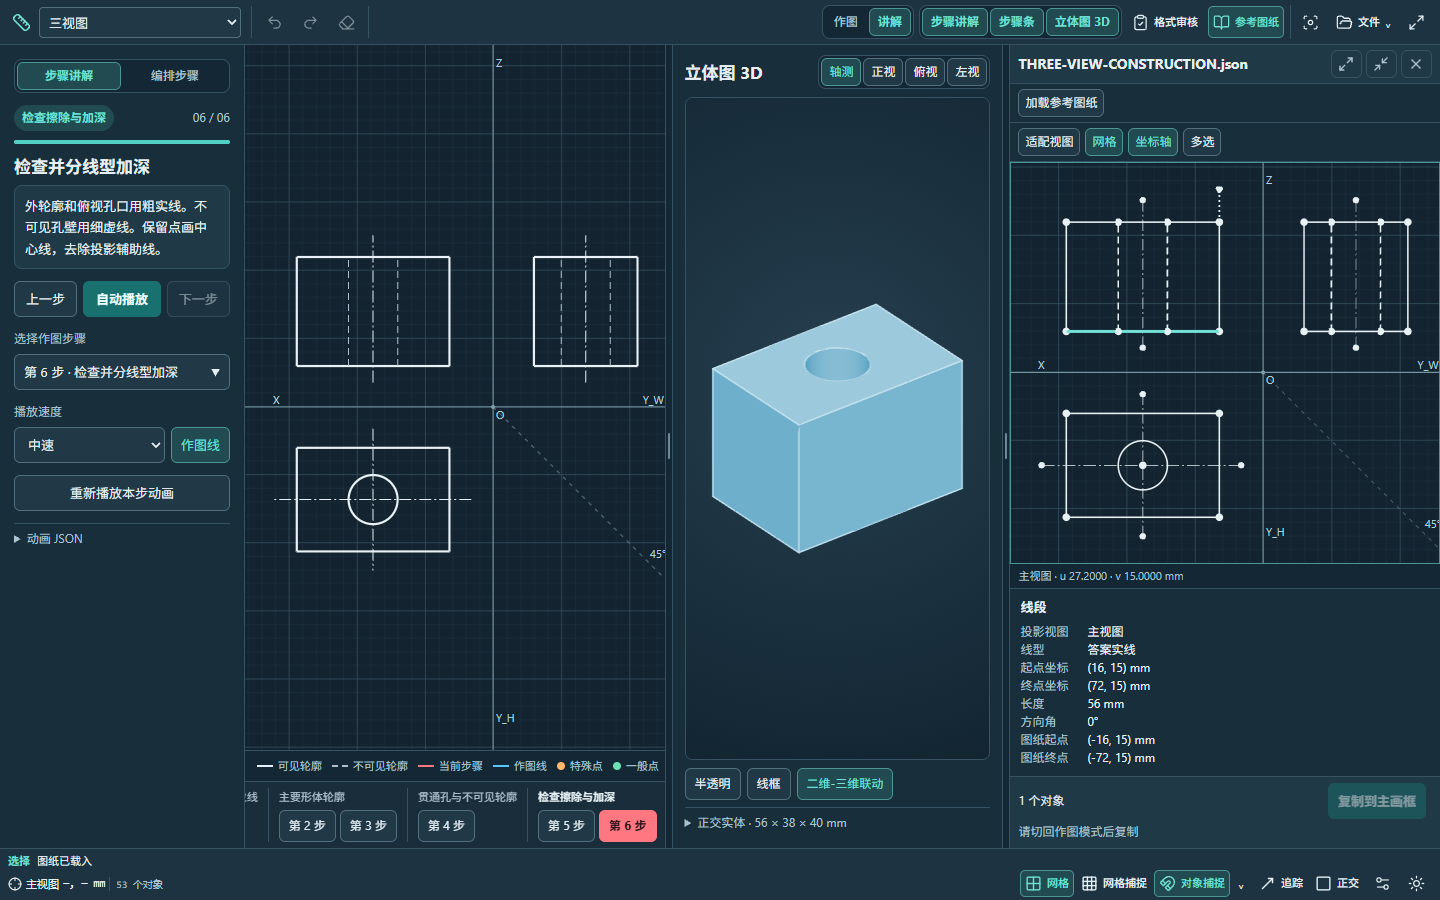 三视图
作图
讲解
步骤讲解
步骤条
立体图 3D
格式审核
参考图纸
文件
步骤讲解
编排步骤
检查擦除与加深
06 / 06
检查并分线型加深
外轮廓和俯视孔口用粗实线。不
可见孔壁用细虚线。保留点画中
心线，去除投影辅助线。
上一步
自动播放
下一步
选择作图步骤
第 6 步 · 检查并分线型加深
播放速度
中速
作图线
重新播放本步动画
动画 JSON
Z
X
Y_W
O
45°
Y_H
可见轮廓
不可见轮廓
当前步骤
作图线
特殊点
一般点
线
主要形体轮廓
第 2 步
第 3 步
贯通孔与不可见轮廓
第 4 步
检查擦除与加深
第 5 步
第 6 步
立体图 3D
轴测
正视
俯视
左视
半透明
线框
二维-三维联动
正交实体 · 56 × 38 × 40 mm
THREE-VIEW-CONSTRUCTION.json
加载参考图纸
适配视图
网格
坐标轴
多选
Z
X
Y_W
O
Y_H
45°
主视图 · u 27.2000 · v 15.0000 mm
线段
投影视图 主视图
线型 答案实线
起点坐标 (16, 15) mm
终点坐标 (72, 15) mm
长度 56 mm
方向角 0°
图纸起点 (-16, 15) mm
图纸终点 (-72, 15) mm
1 个对象
复制到主画框
请切回作图模式后复制
选择 图纸已载入
主视图 —, — mm
53 个对象
网格
网格捕捉
对象捕捉
追踪
正交